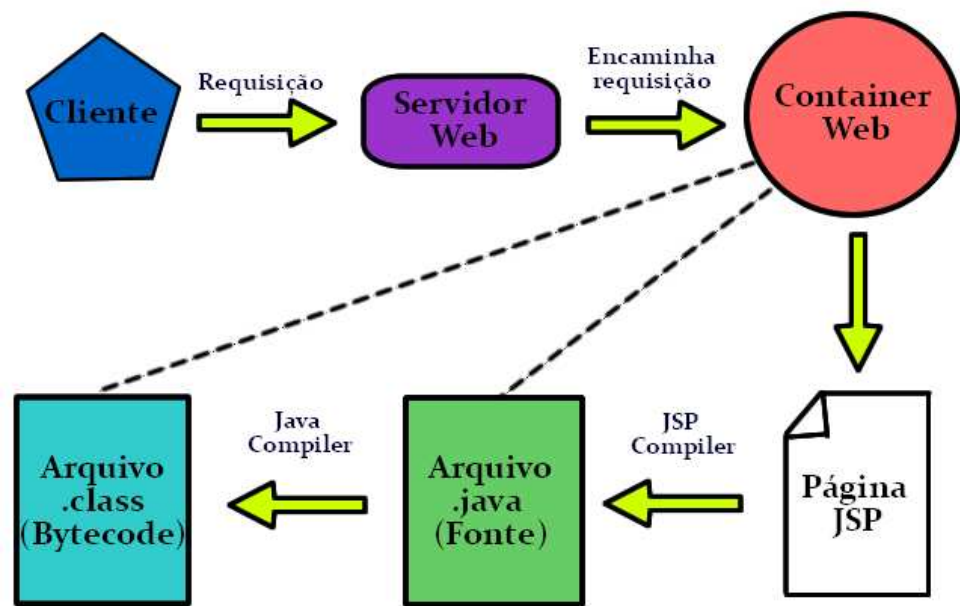 Cliente
Requisição
Servidor
Web
Encaminha
requisição
Container
Web
Arquivo
.class
(Bytecode)
Java
Compiler
Arquivo
.java
(Fonte)
JSP
Compiler
Página
JSP